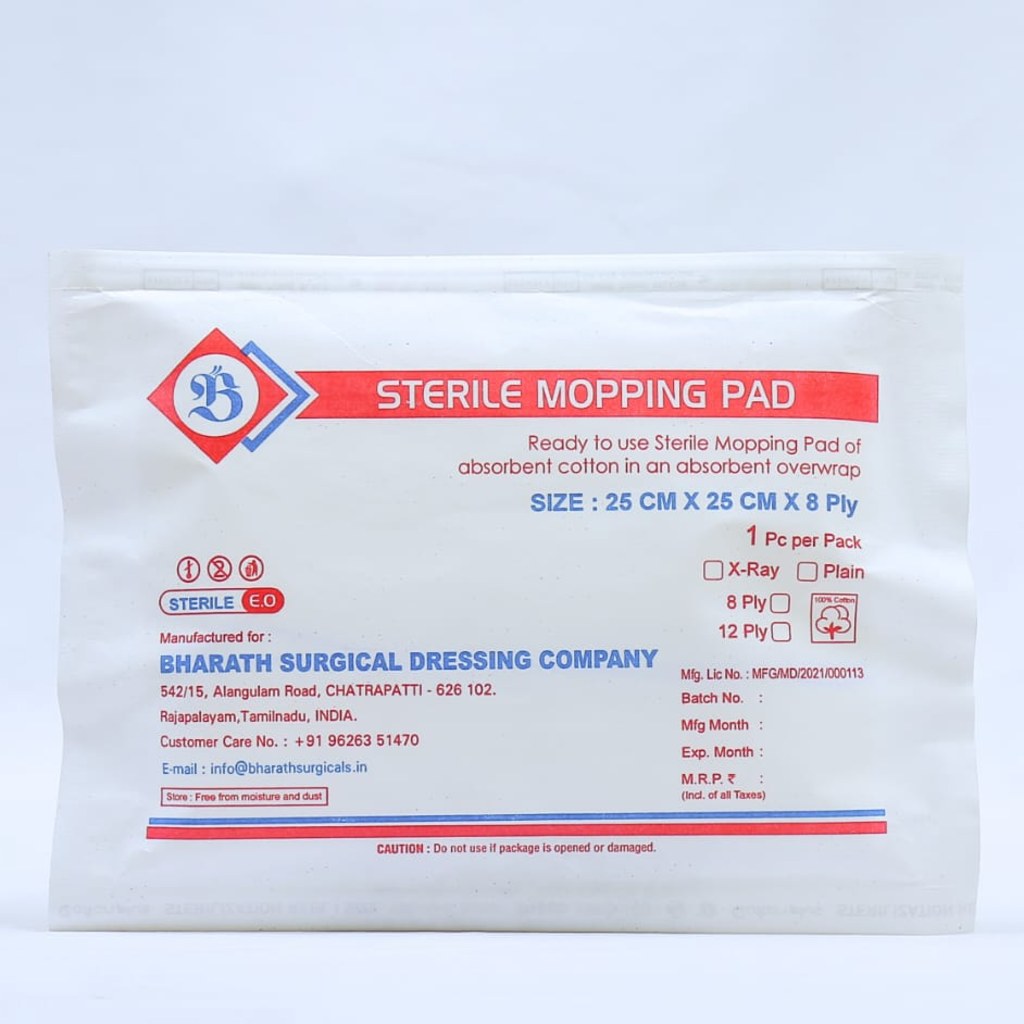 B
STERILE MOPPING PAD
Ready to use Sterile Mopping Pad of
absorbent cotton in an absorbent overwrap
SIZE : 25 CM X 25 CM X 8 Ply
1 Pc per Pack
X-Ray Plain
8 Ply
12 Ply
100% Cotton
2
STERILE E.O
Manufactured for :
BHARATH SURGICAL DRESSING COMPANY
542/15, Alangulam Road, CHATRAPATTI - 626 102.
Rajapalayam,Tamilnadu, INDIA.
Customer Care No. : +91 96263 51470
E-mail : info@bharathsurgicals.in
Store : Free from moisture and dust
Mfg. Lic No. : MFG/MD/2021/000113
Batch No. :
Mfg Month :
Exp. Month :
M.R.P. ₹ :
(Incl. of all Taxes)
CAUTION : Do not use if package is opened or damaged.